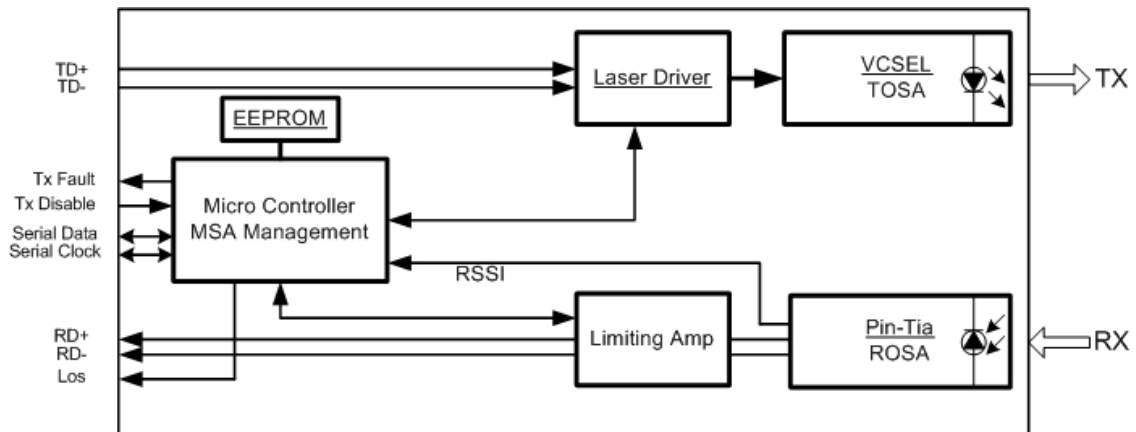 TD+
TD-
Laser Driver
VCSEL
TOSA
TX
EEPROM
Tx Fault
Tx Disable
Serial Data
Serial Clock
Micro Controller
MSA Management
RSSI
RD+
RD-
Los
Limiting Amp
Pin-Tia
ROSA
RX